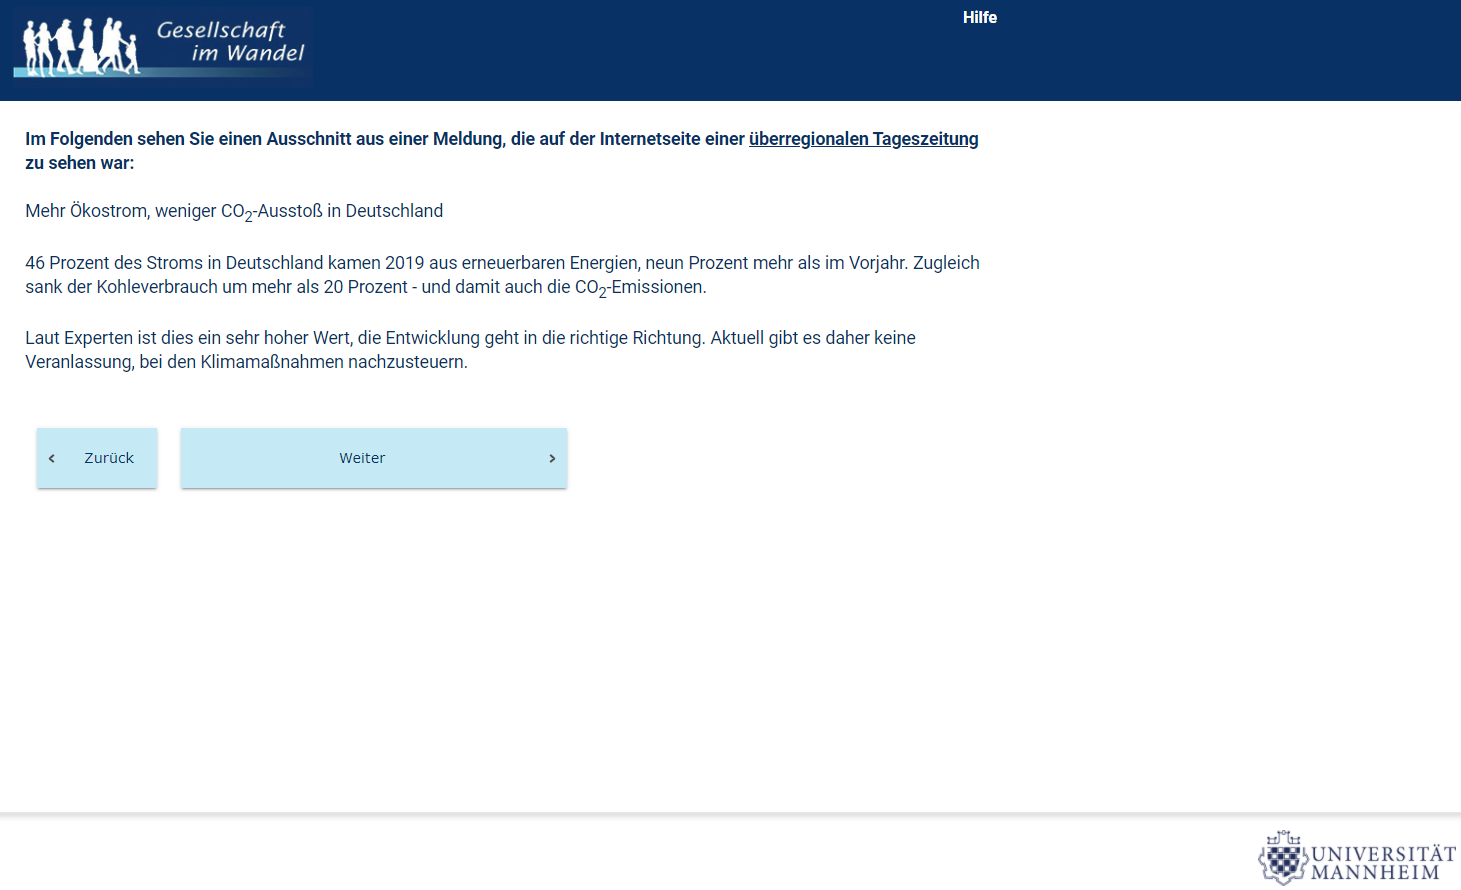 Gesellschaft
im Wandel
Hilfe
Im Folgenden sehen Sie einen Ausschnitt aus einer Meldung, die auf der Internetseite einer überregionalen Tageszeitung
zu sehen war:
Mehr Ökostrom, weniger CO₂-Ausstoß in Deutschland
46 Prozent des Stroms in Deutschland kamen 2019 aus erneuerbaren Energien, neun Prozent mehr als im Vorjahr. Zugleich
sank der Kohleverbrauch um mehr als 20 Prozent - und damit auch die CO₂-Emissionen.
Laut Experten ist dies ein sehr hoher Wert, die Entwicklung geht in die richtige Richtung. Aktuell gibt es daher keine
Veranlassung, bei den Klimamaßnahmen nachzusteuern.
‹ Zurück
Weiter ›
UNIVERSITÄT
MANNHEIM